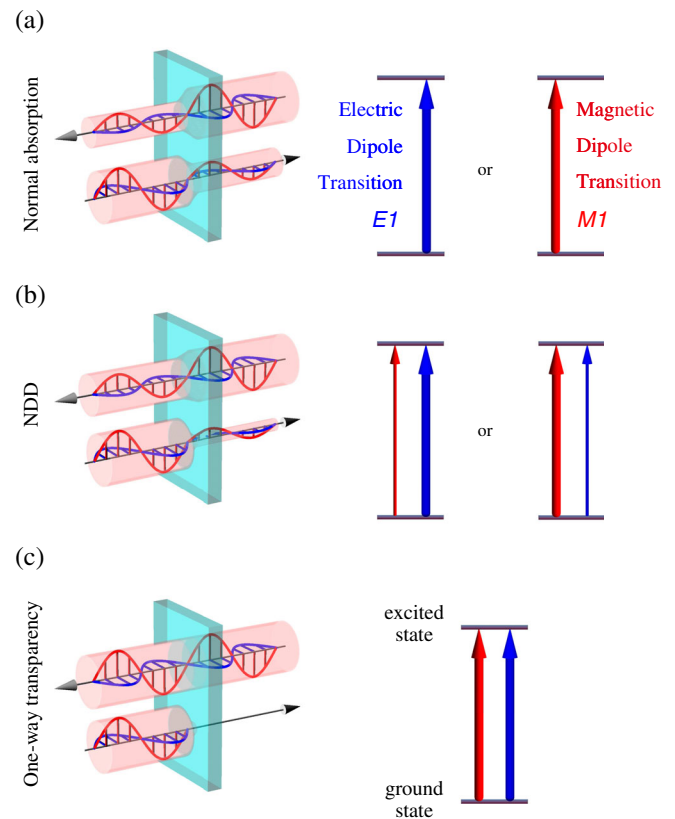 (a)
Normal absorption
Electric
Dipole
Transition
E1
or
Magnetic
Dipole
Transition
M1
(b)
NDD
or
(c)
One-way transparency
excited
state
ground
state